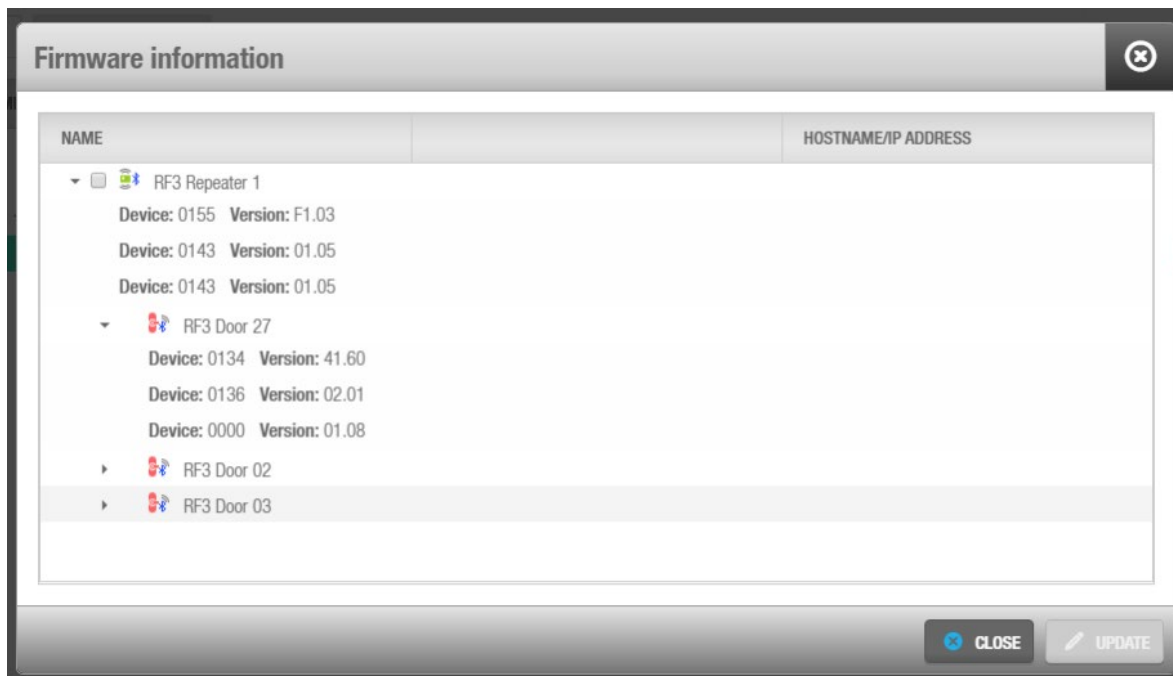 Firmware information
NAME HOSTNAME/IP ADDRESS
RF3 Repeater 1
Device: 0155 Version: F1.03
Device: 0143 Version: 01.05
Device: 0143 Version: 01.05
RF3 Door 27
Device: 0134 Version: 41.60
Device: 0136 Version: 02.01
Device: 0000 Version: 01.08
RF3 Door 02
RF3 Door 03
CLOSE UPDATE